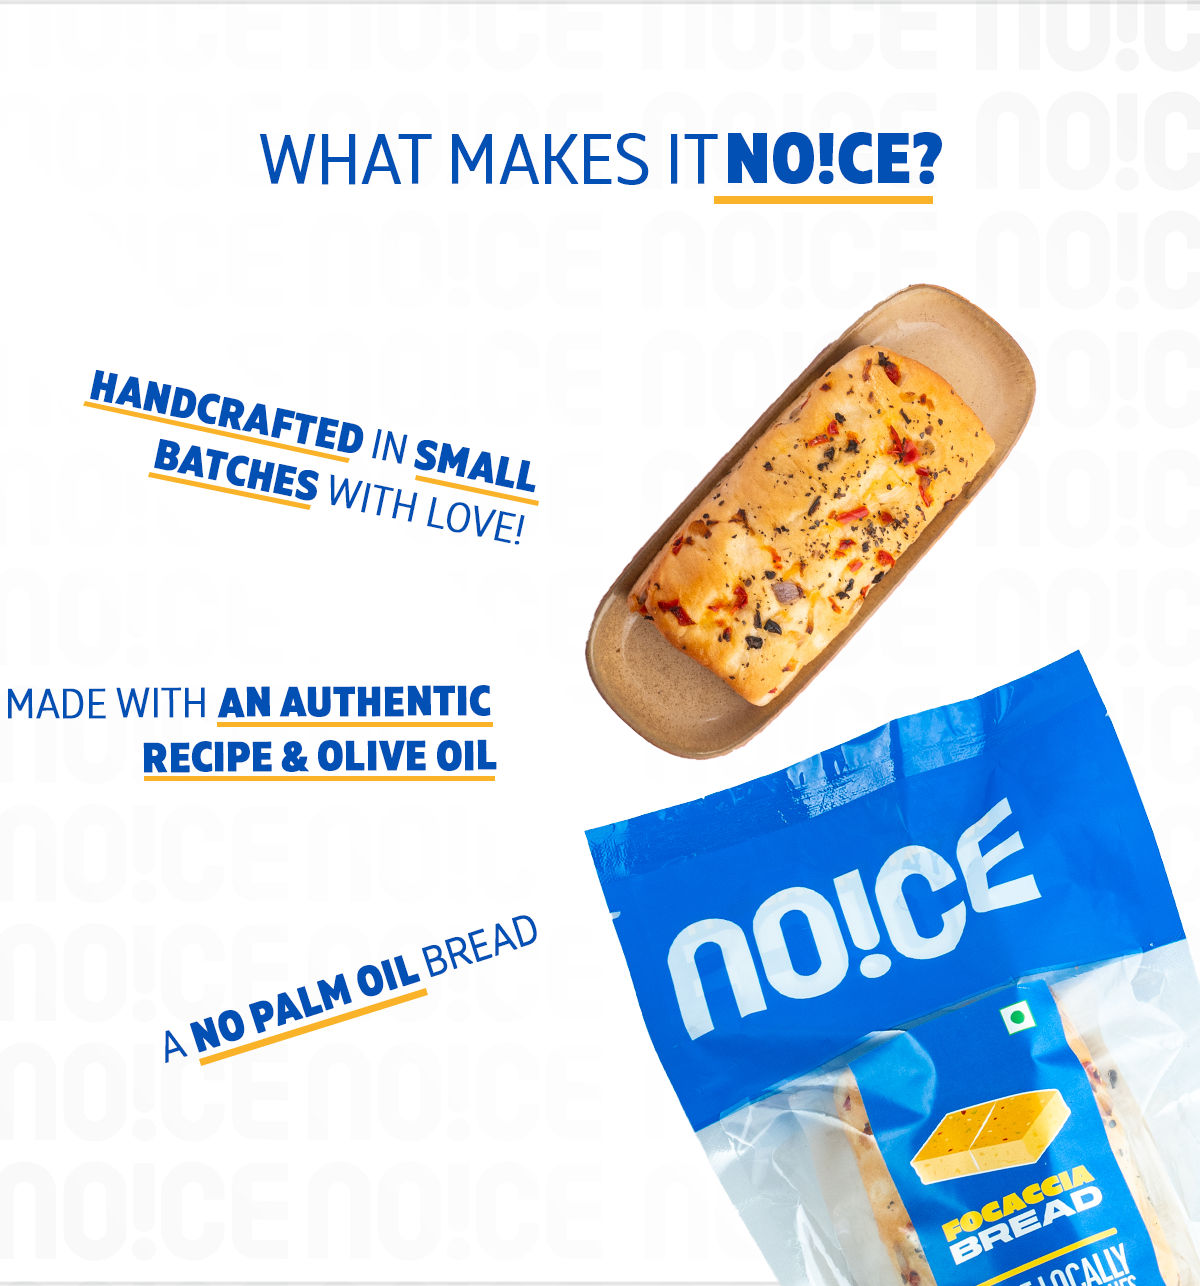 WHAT MAKES IT NO!CE?
HANDCRAFTED IN SMALL
BATCHES WITH LOVE!
MADE WITH AN AUTHENTIC
RECIPE & OLIVE OIL
A NO PALM OIL BREAD
NO!CE
FOCACCIA
BREAD
LOCALLY